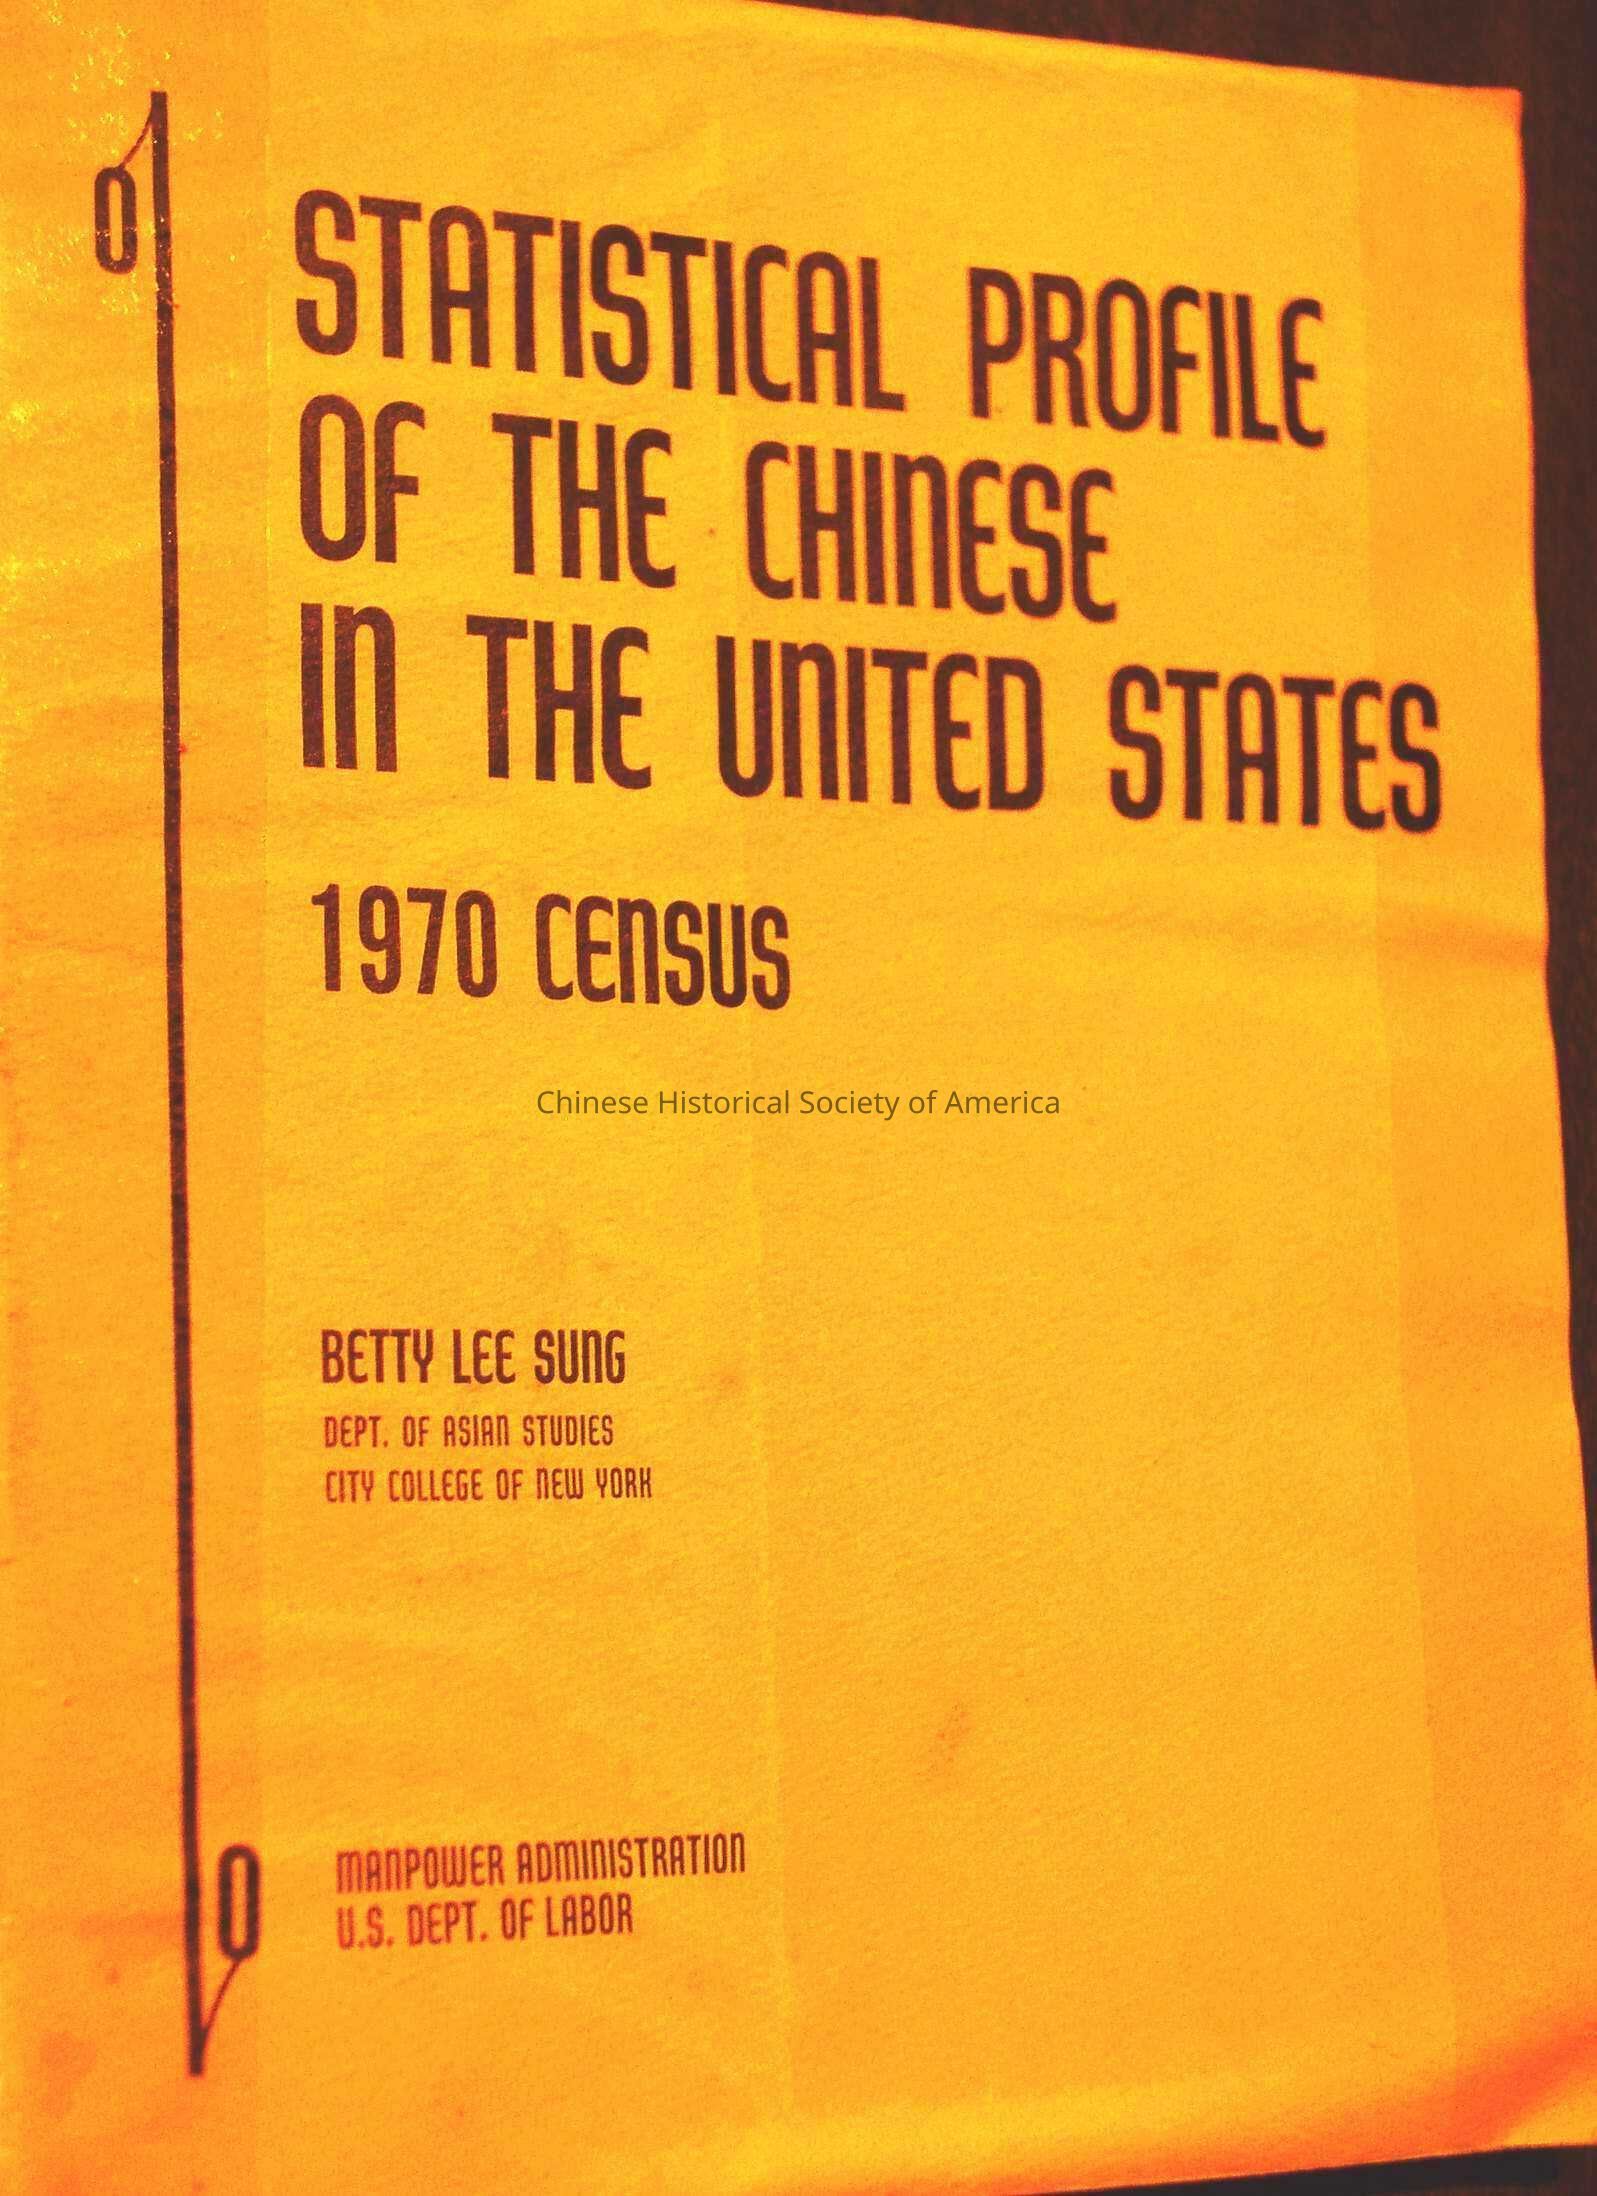 STATISTICAL PROFILE
OF THE CHINESE
IN THE UNITED STATES
1970 CENSUS
Chinese Historical Society of America
BETTY LEE SUNG
DEPT. OF ASIAN STUDIES
CITY COLLEGE OF NEW YORK
MANPOWER ADMINISTRATION
U.S. DEPT. OF LABOR